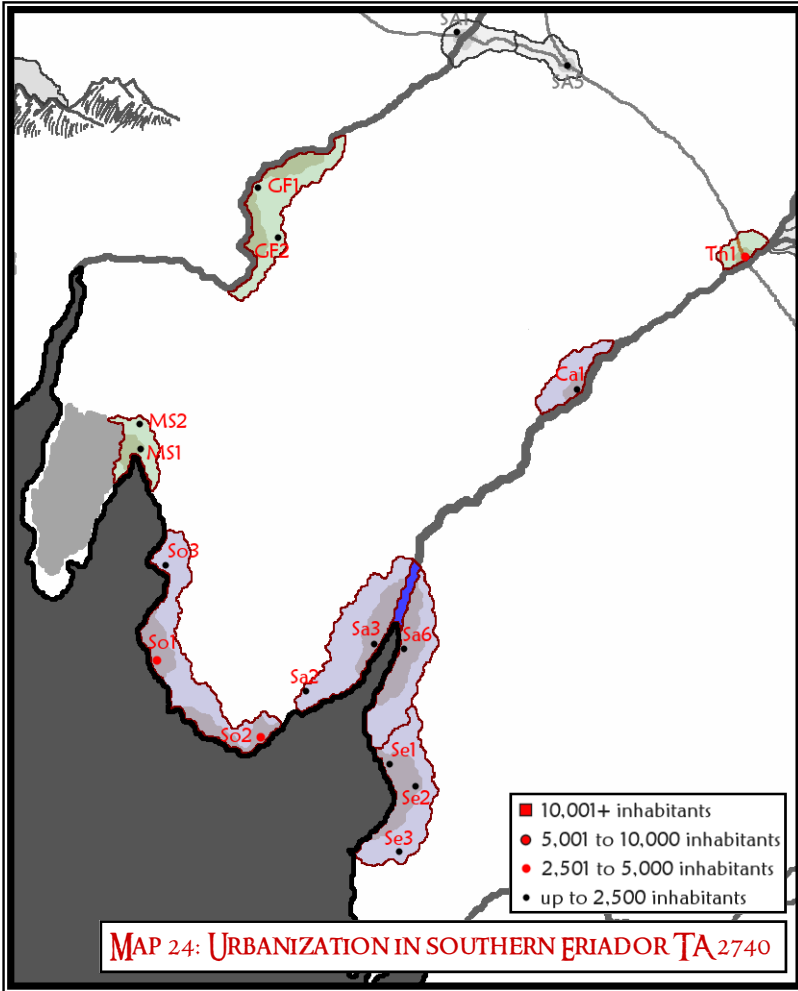 SA1
SA5
GF1
GF2
Th1
Ca1
MS2
MS1
So3
So1
Sa3
Sa6
Sa2
So2
Se1
Se2
Se3
10,001+ inhabitants
5,001 to 10,000 inhabitants
2,501 to 5,000 inhabitants
up to 2,500 inhabitants
Map 24: Urbanization in southern Eriador TA 2740